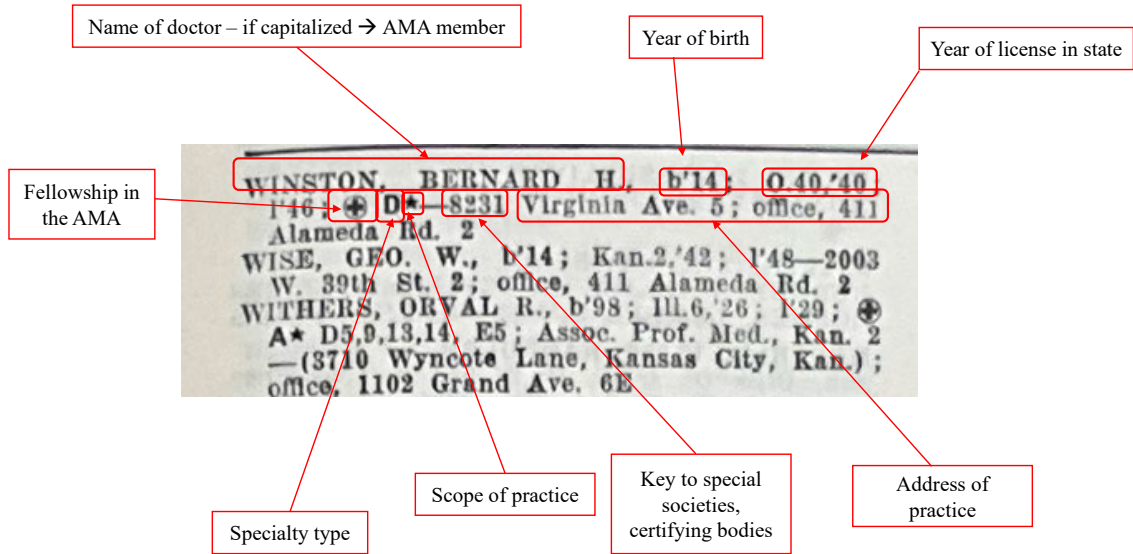 Name of doctor – if capitalized → AMA member
Year of birth
Year of license in state
Fellowship in
the AMA
WINSTON, BERNARD H., b'14; O.40,'40
l'46; ⊕ D★—8231 Virginia Ave. 5; office, 411
Alameda Rd. 2
WISE, GEO. W., b'14; Kan.2,'42; l'48—2003
W. 39th St. 2; office, 411 Alameda Rd. 2
WITHERS, ORVAL R., b'98; Ill.6,'26; l'29; ⊕
A★ D5,9,13,14, E5; Assoc. Prof. Med., Kan. 2
—(3710 Wyncote Lane, Kansas City, Kan.);
office, 1102 Grand Ave. 6E
Specialty type
Scope of practice
Key to special
societies,
certifying bodies
Address of
practice